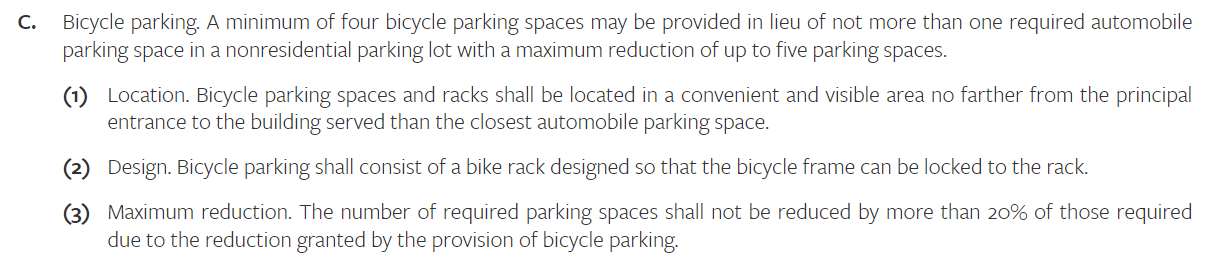 C. Bicycle parking. A minimum of four bicycle parking spaces may be provided in lieu of not more than one required automobile
parking space in a nonresidential parking lot with a maximum reduction of up to five parking spaces.
(1) Location. Bicycle parking spaces and racks shall be located in a convenient and visible area no farther from the principal
entrance to the building served than the closest automobile parking space.
(2) Design. Bicycle parking shall consist of a bike rack designed so that the bicycle frame can be locked to the rack.
(3) Maximum reduction. The number of required parking spaces shall not be reduced by more than 20% of those required
due to the reduction granted by the provision of bicycle parking.